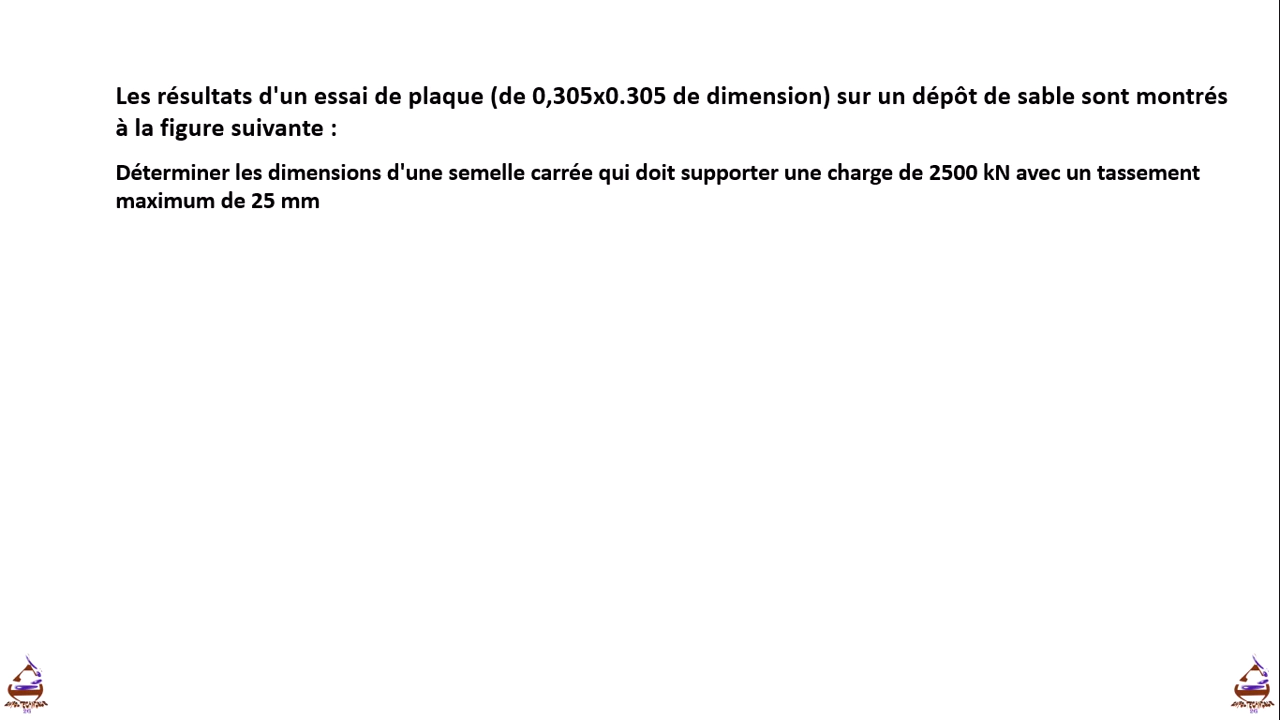 Les résultats d'un essai de plaque (de 0,305x0.305 de dimension) sur un dépôt de sable sont montrés
à la figure suivante :
Déterminer les dimensions d'une semelle carrée qui doit supporter une charge de 2500 kN avec un tassement
maximum de 25 mm